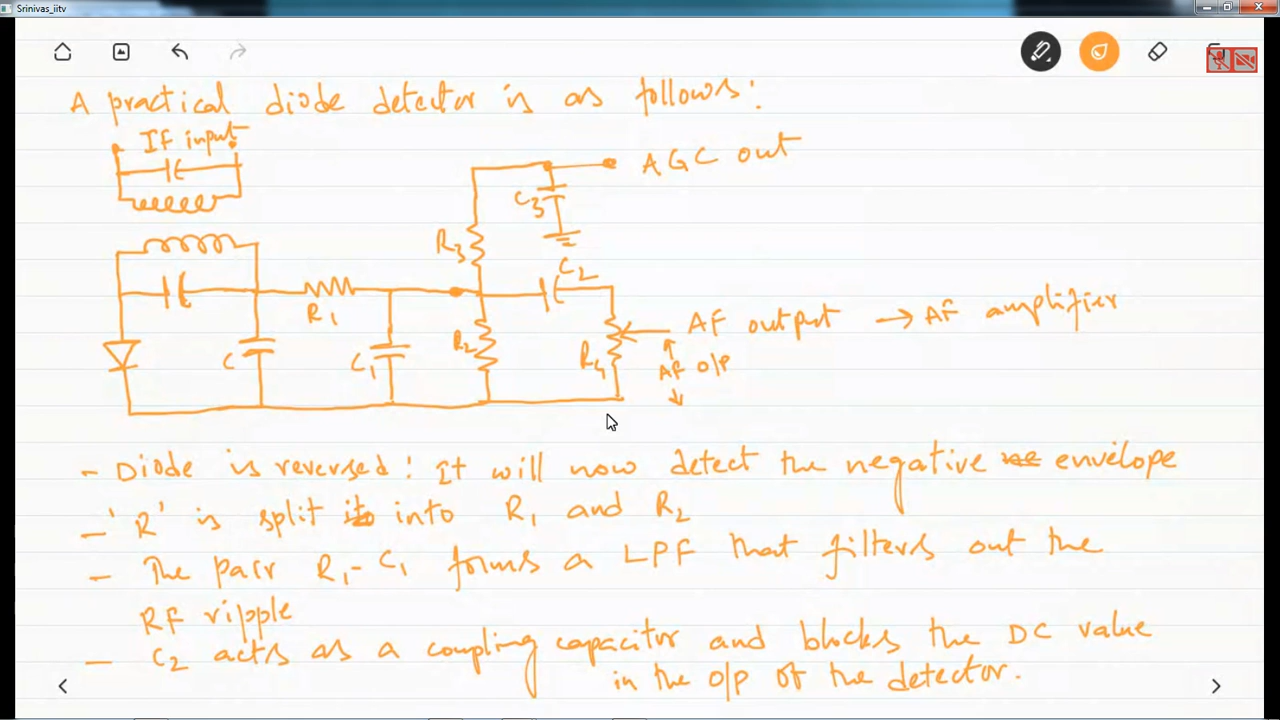 Srinivas_iitv
A practical diode detector is as follows:
IF input
AGC out
C3
R3
C2
R1
AF output → AF amplifier
R2
C
C1
R4
AF o/p
- Diode is reversed! It will now detect the negative envelope
- 'R' is split into R1 and R2
- The pair R1-C1 forms a LPF that filters out the
RF ripple
- C2 acts as a coupling capacitor and blocks the DC value
in the o/p of the detector.